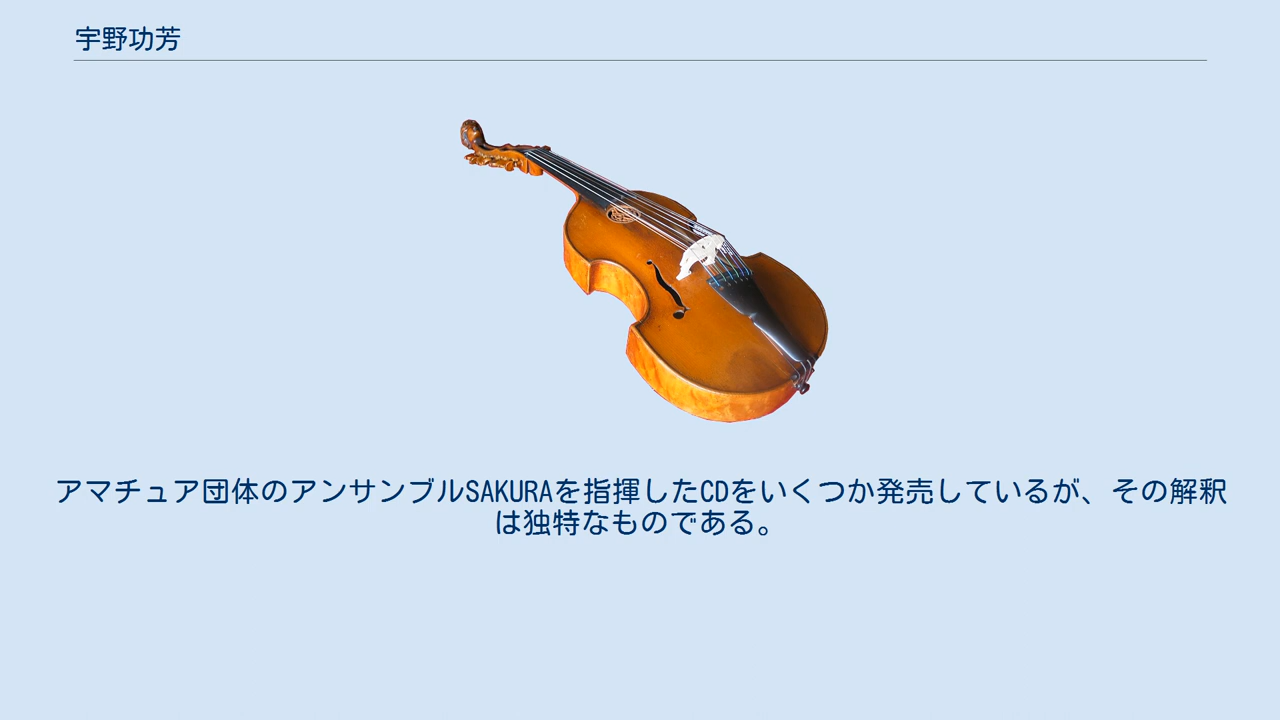 宇野功芳
アマチュア団体のアンサンブルSAKURAを指揮したCDをいくつか発売しているが、その解釈
は独特なものである。